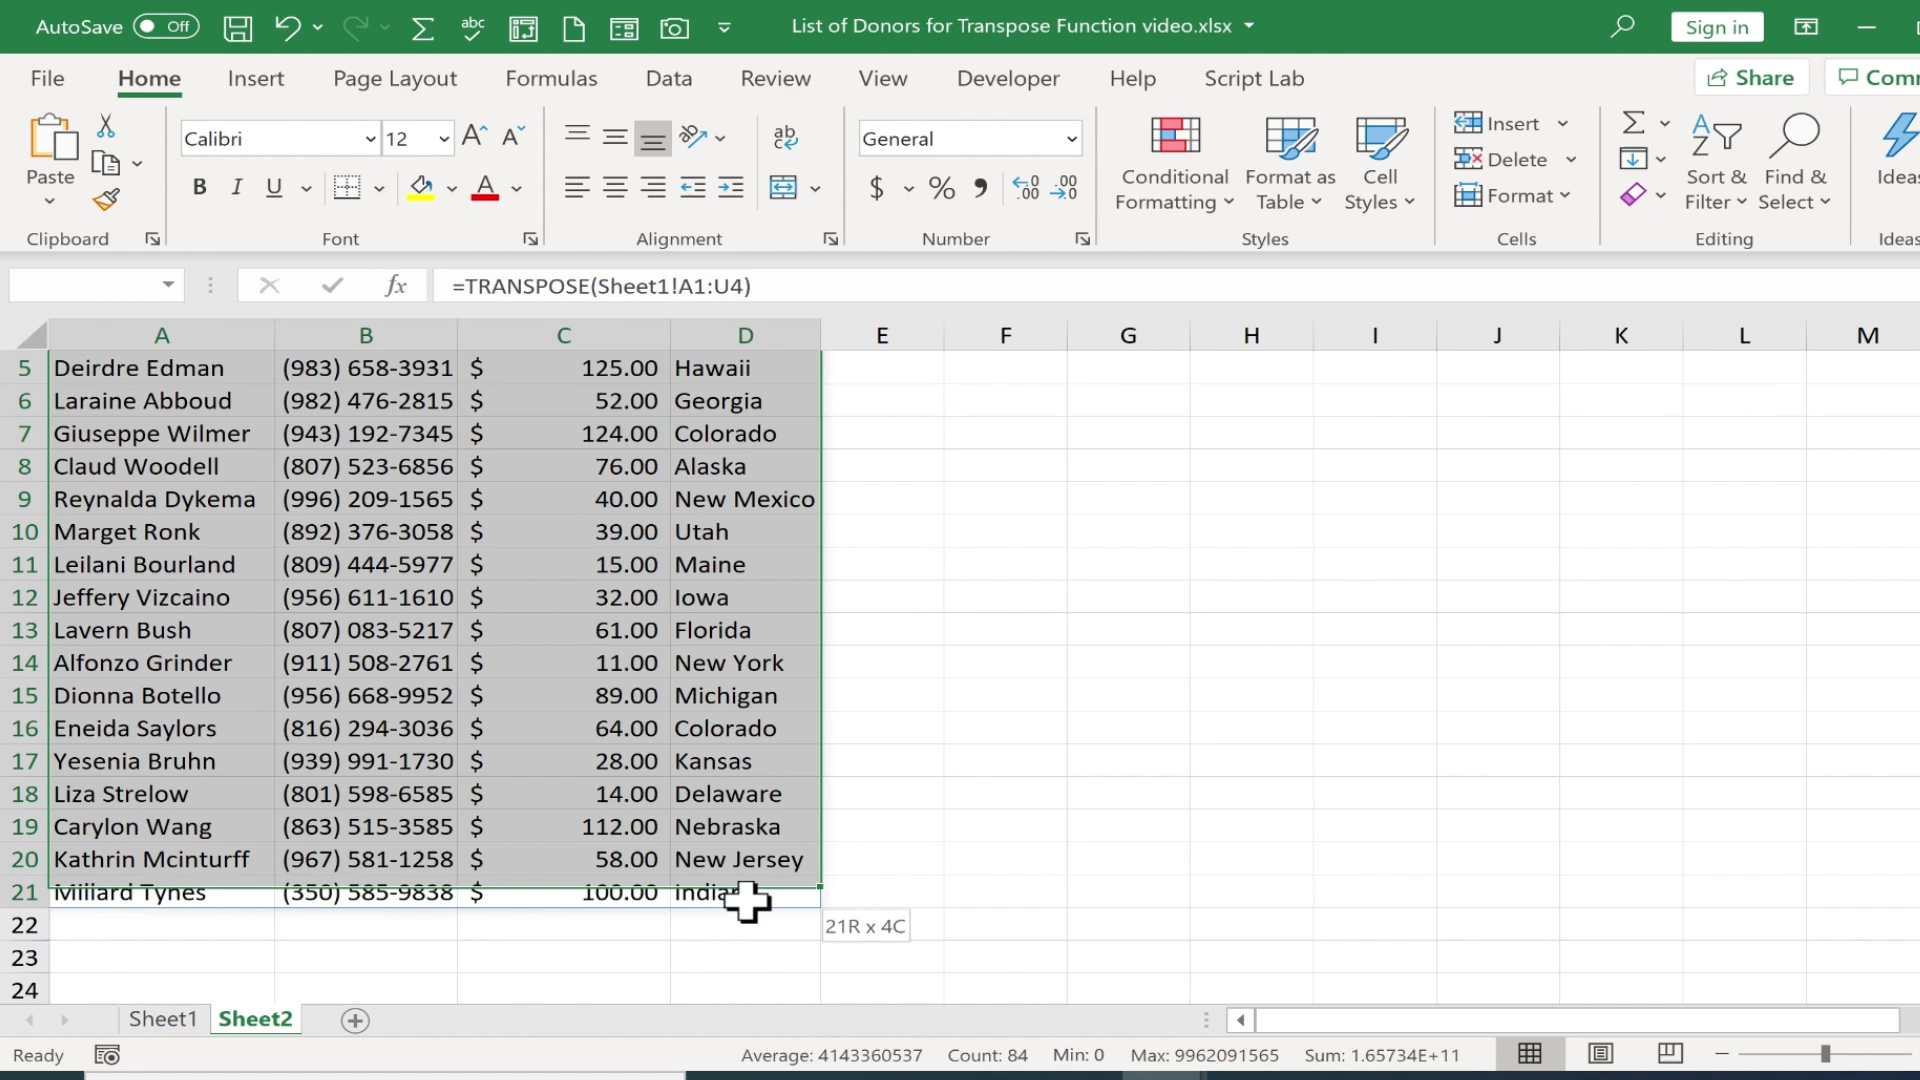 AutoSave Off List of Donors for Transpose Function video.xlsx Sign in
File Home Insert Page Layout Formulas Data Review View Developer Help Script Lab Share Comm
Calibri 12 General Insert
Paste Conditional Format as Cell Delete Sort & Find & Ideas
B I U Formatting Table Styles Format Filter Select
Clipboard Font Alignment Number Styles Cells Editing Ideas
=TRANSPOSE(Sheet1!A1:U4)
A B C D E F G H I J K L M
5 Deirdre Edman (983) 658-3931 $ 125.00 Hawaii
6 Laraine Abboud (982) 476-2815 $ 52.00 Georgia
7 Giuseppe Wilmer (943) 192-7345 $ 124.00 Colorado
8 Claud Woodell (807) 523-6856 $ 76.00 Alaska
9 Reynalda Dykema (996) 209-1565 $ 40.00 New Mexico
10 Marget Ronk (892) 376-3058 $ 39.00 Utah
11 Leilani Bourland (809) 444-5977 $ 15.00 Maine
12 Jeffery Vizcaino (956) 611-1610 $ 32.00 Iowa
13 Lavern Bush (807) 083-5217 $ 61.00 Florida
14 Alfonzo Grinder (911) 508-2761 $ 11.00 New York
15 Dionna Botello (956) 668-9952 $ 89.00 Michigan
16 Eneida Saylors (816) 294-3036 $ 64.00 Colorado
17 Yesenia Bruhn (939) 991-1730 $ 28.00 Kansas
18 Liza Strelow (801) 598-6585 $ 14.00 Delaware
19 Carylon Wang (863) 515-3585 $ 112.00 Nebraska
20 Kathrin Mcinturff (967) 581-1258 $ 58.00 New Jersey
21 Millard Tynes (350) 585-9838 $ 100.00
22 21R x 4C
23
24
Sheet1 Sheet2
Ready Average: 4143360537 Count: 84 Min: 0 Max: 9962091565 Sum: 1.65734E+11